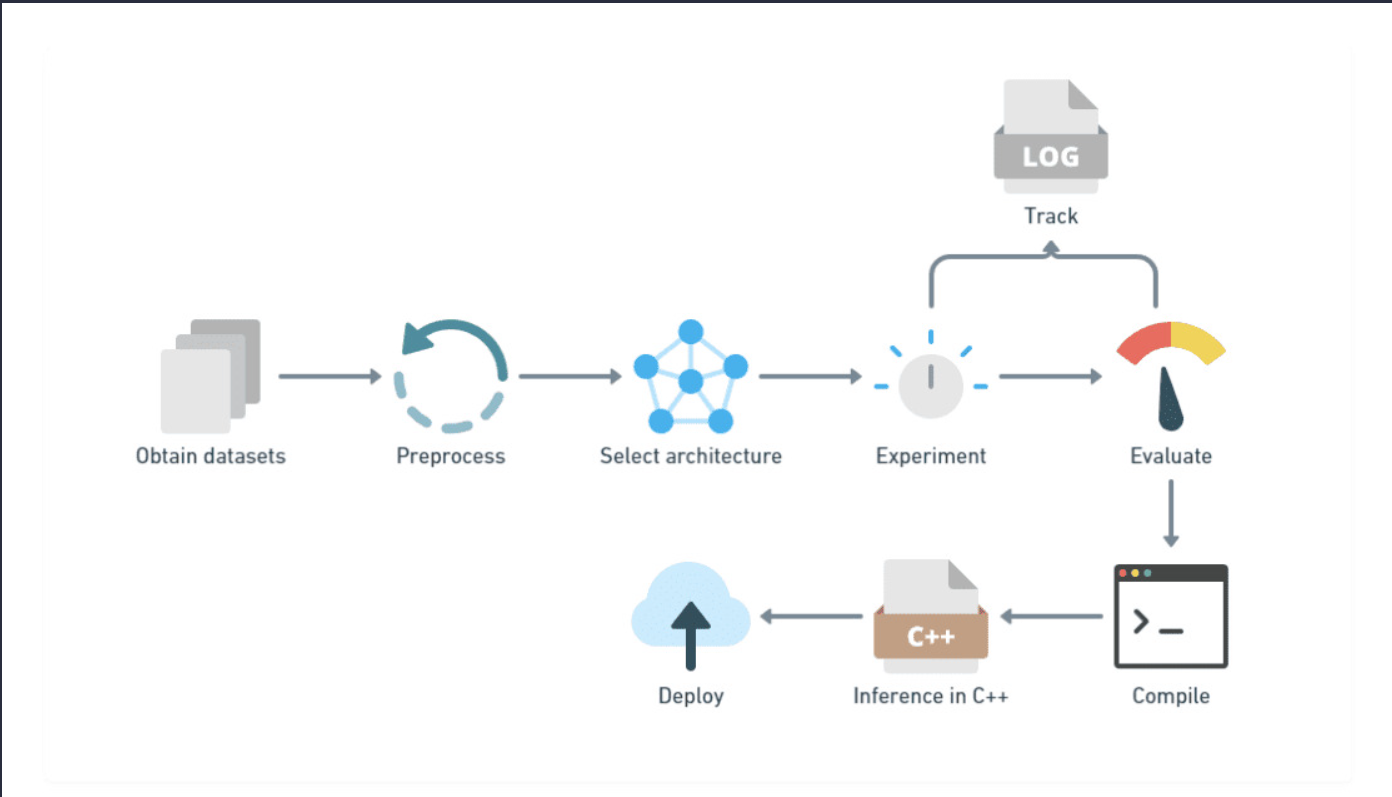 LOG
Track
Obtain datasets
Preprocess
Select architecture
Experiment
Evaluate
C++
>_
Deploy
Inference in C++
Compile